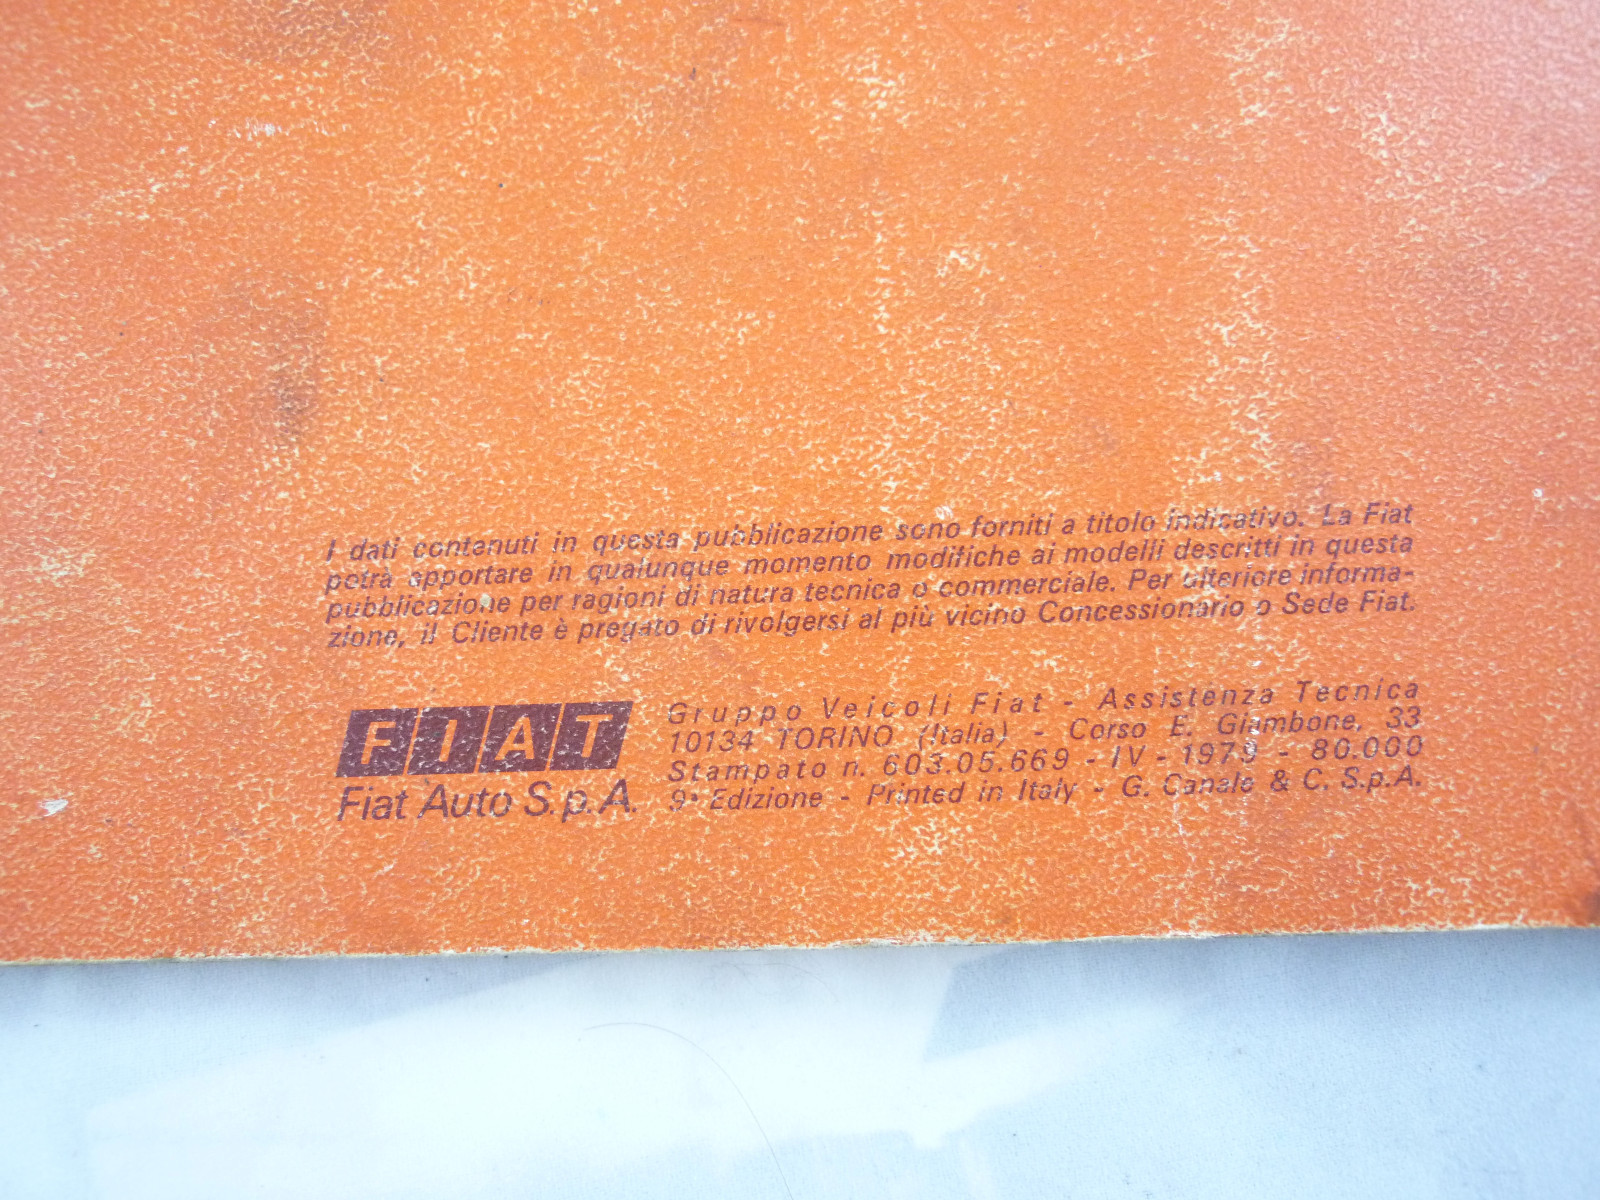 I dati contenuti in questa pubblicazione sono forniti a titolo indicativo. La Fiat
potrà apportare in qualunque momento modifiche ai modelli descritti in questa
pubblicazione per ragioni di natura tecnica o commerciale. Per ulteriore informa-
zione, il Cliente è pregato di rivolgersi al più vicino Concessionario o Sede Fiat.
FIAT
Fiat Auto S.p.A.
Gruppo Veicoli Fiat - Assistenza Tecnica
10134 TORINO (Italia) - Corso E. Giambone, 33
Stampato n. 603.05.669 - IV - 1979 - 80.000
9ª Edizione - Printed in Italy - G. Canale & C. S.p.A.